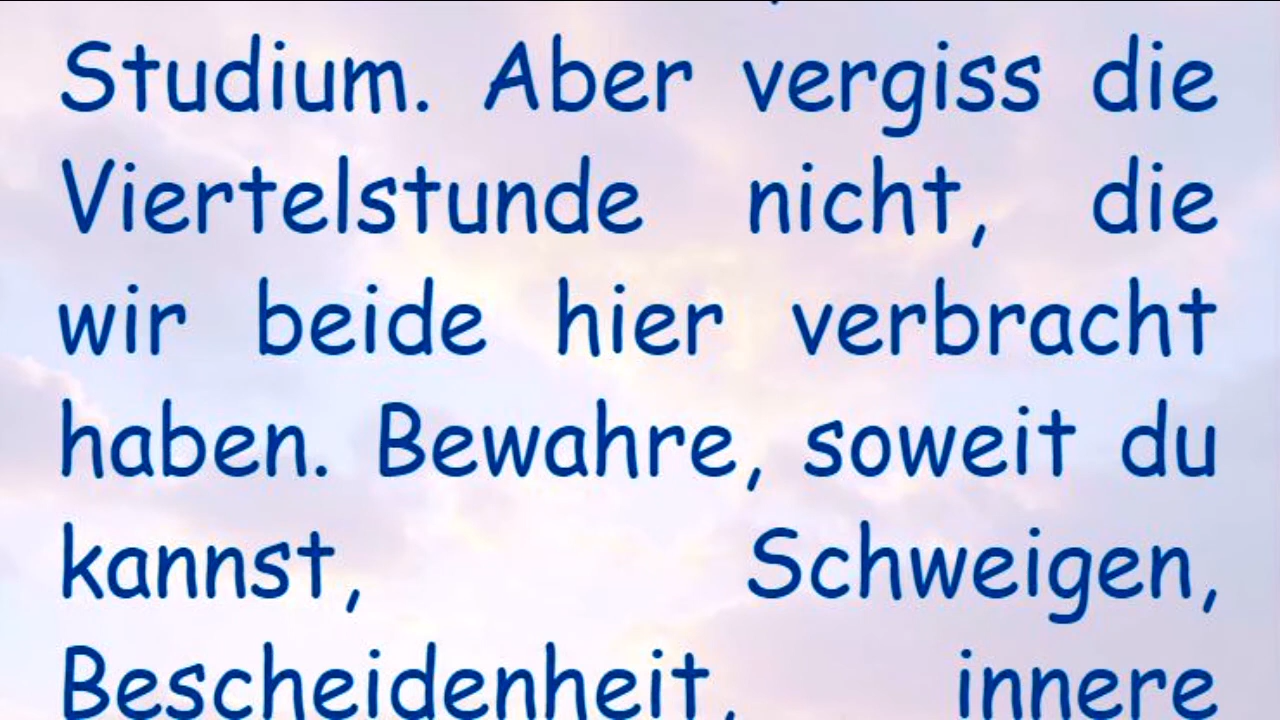 Studium. Aber vergiss die
Viertelstunde nicht, die
wir beide hier verbracht
haben. Bewahre, soweit du
kannst, Schweigen,
Bescheidenheit, innere